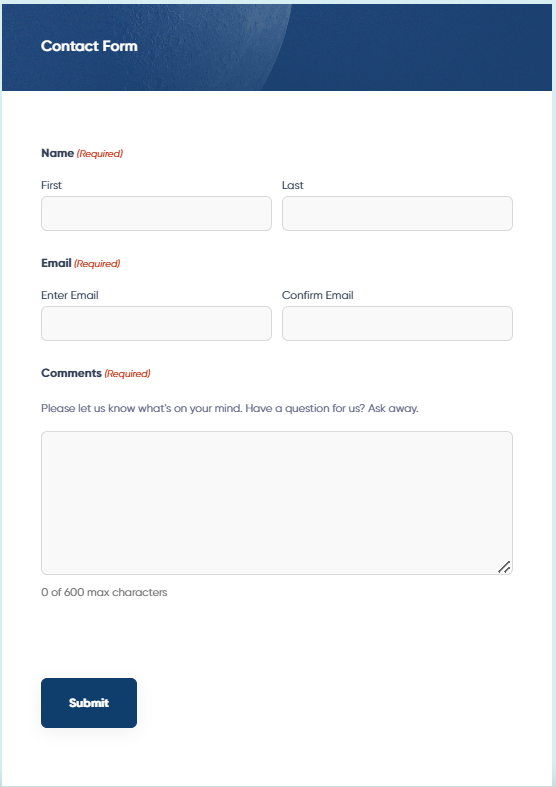 Contact Form
Name (Required)
First Last
Email (Required)
Enter Email Confirm Email
Comments (Required)
Please let us know what's on your mind. Have a question for us? Ask away.
0 of 600 max characters
Submit